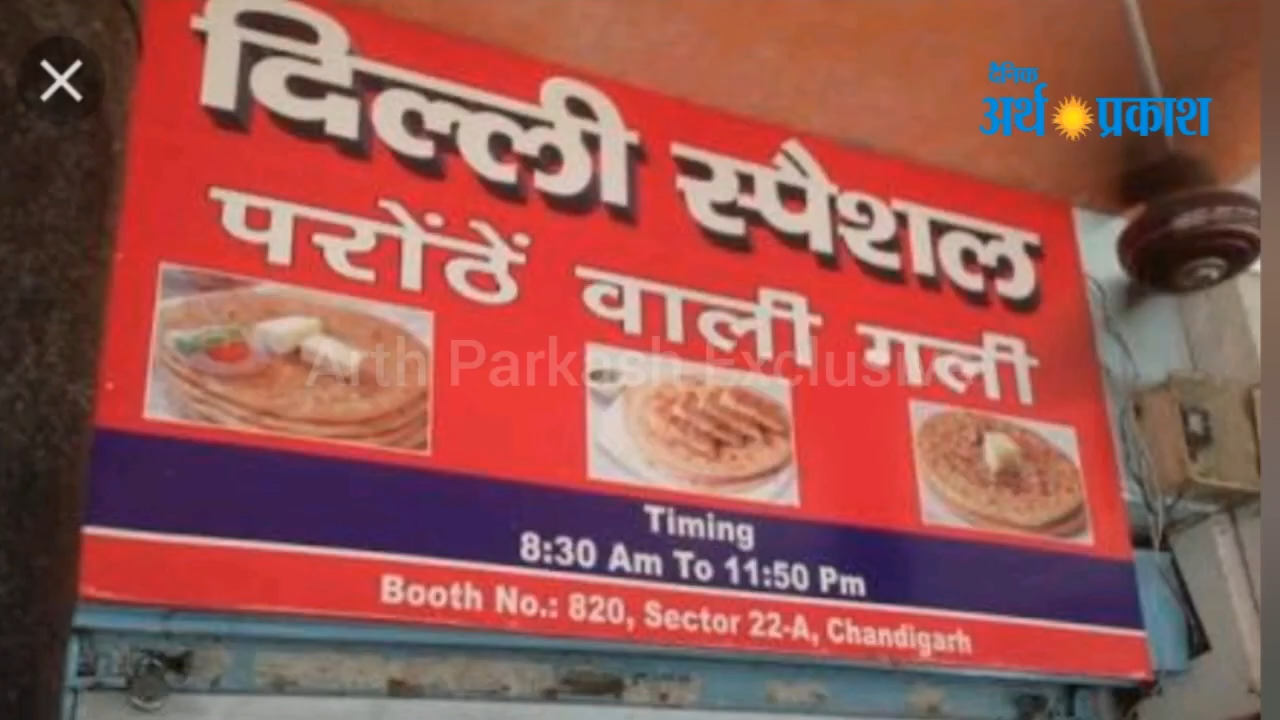 दैनिक
अर्थ प्रकाश
दिल्ली स्पैशल
परोंठें वाली गली
Arth Parkash Exclusive
Timing
8:30 Am To 11:50 Pm
Booth No.: 820, Sector 22-A, Chandigarh